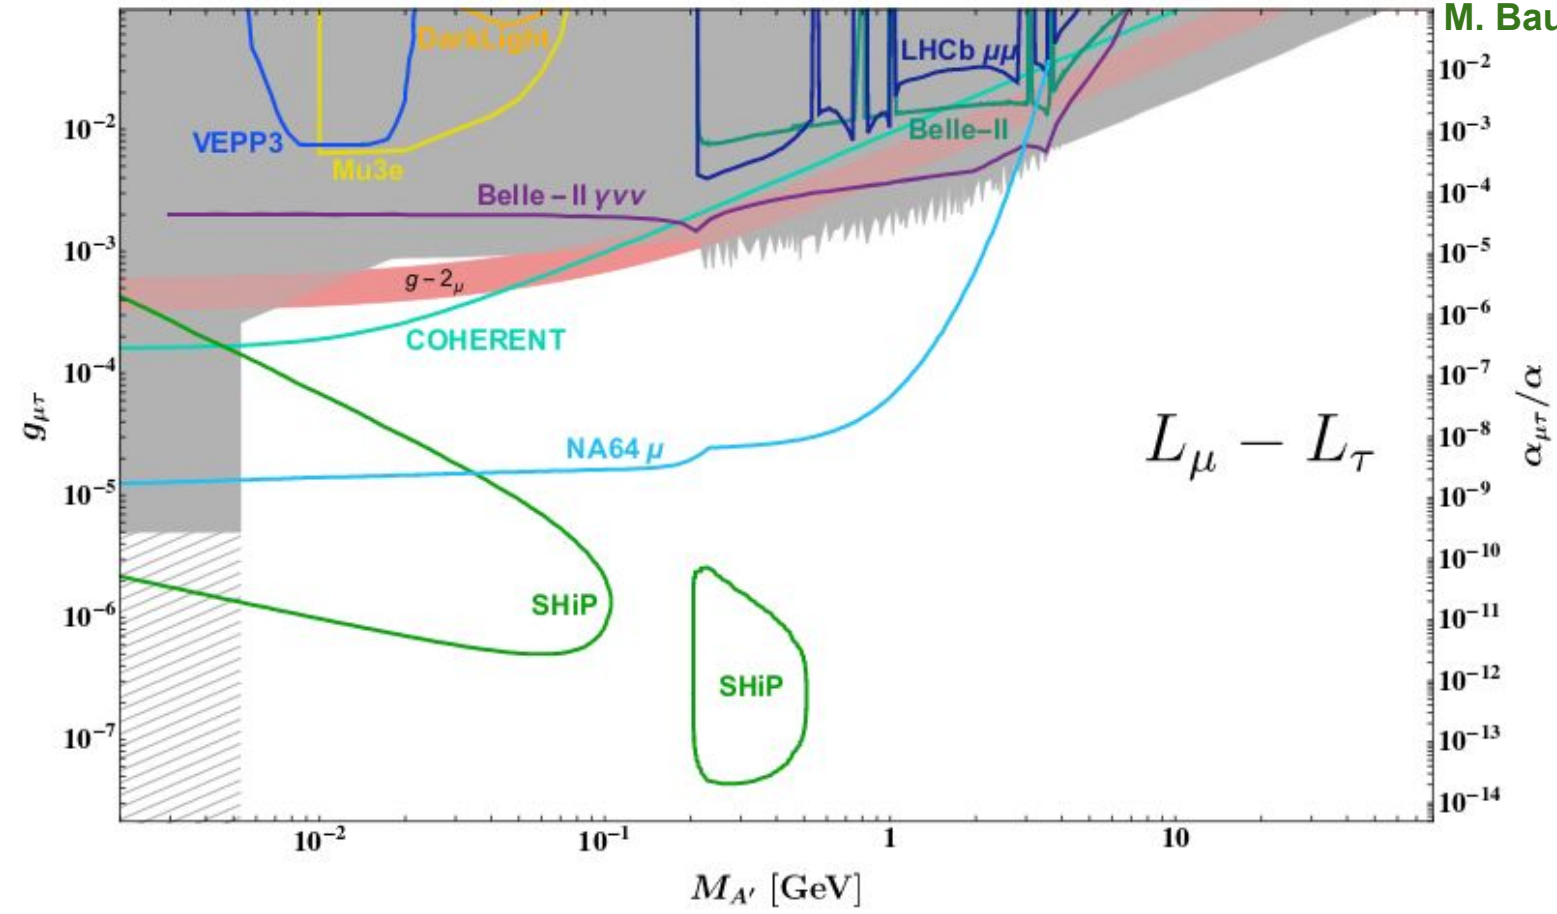 M. Bau
DarkLight
LHCb μμ
10⁻²
10⁻²
VEPP3
Belle–II
10⁻³
Mu3e
Belle – II γνν
10⁻⁴
10⁻³
10⁻⁵
g – 2μ
10⁻⁶
COHERENT
10⁻⁴
10⁻⁷
gμτ
αμτ/α
Lμ − Lτ
NA64 μ
10⁻⁸
10⁻⁵
10⁻⁹
10⁻¹⁰
SHiP
10⁻⁶
10⁻¹¹
SHiP
10⁻¹²
10⁻⁷
10⁻¹³
10⁻¹⁴
10⁻² 10⁻¹ 1 10
M_A′ [GeV]